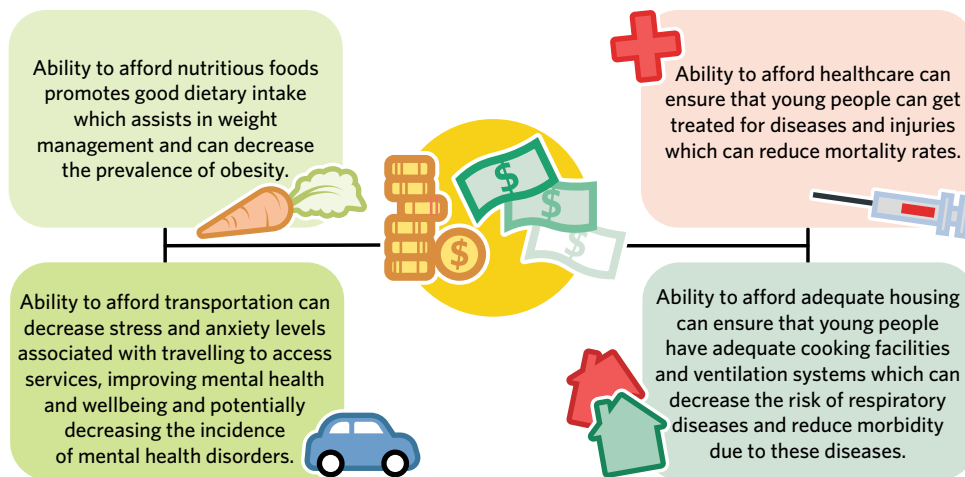 Ability to afford nutritious foods
promotes good dietary intake
which assists in weight
management and can decrease
the prevalence of obesity.
Ability to afford healthcare can
ensure that young people can get
treated for diseases and injuries
which can reduce mortality rates.
$
$
$
$
Ability to afford transportation can
decrease stress and anxiety levels
associated with travelling to access
services, improving mental health
and wellbeing and potentially
decreasing the incidence
of mental health disorders.
Ability to afford adequate housing
can ensure that young people
have adequate cooking facilities
and ventilation systems which can
decrease the risk of respiratory
diseases and reduce morbidity
due to these diseases.